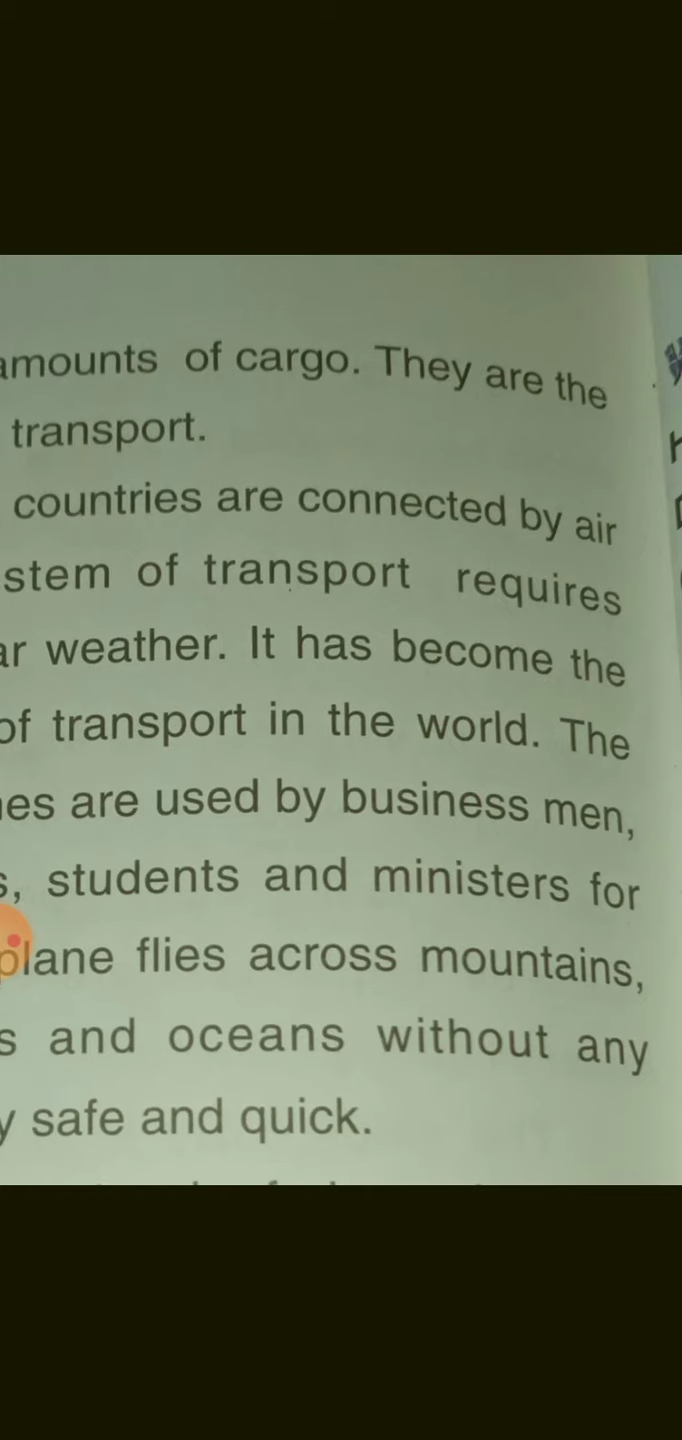 amounts of cargo. They are the
transport.
countries are connected by air
stem of transport requires
ar weather. It has become the
of transport in the world. The
es are used by business men,
s, students and ministers for
plane flies across mountains,
s and oceans without any
y safe and quick.